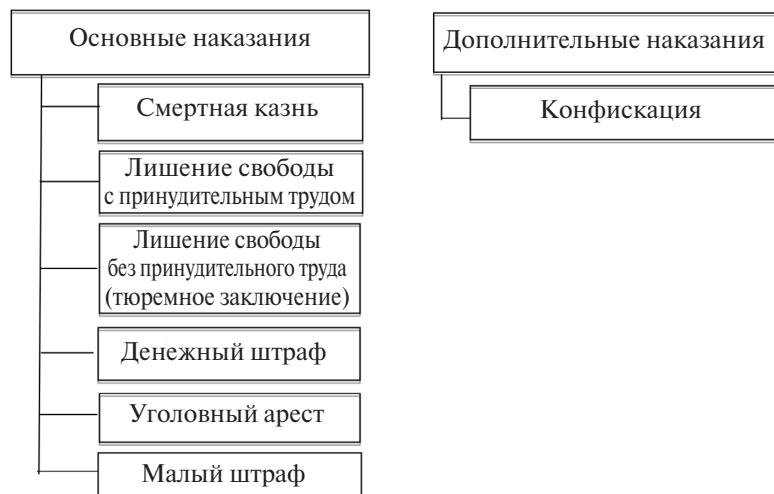 Основные наказания
Смертная казнь
Лишение свободы
с принудительным трудом
Лишение свободы
без принудительного труда
(тюремное заключение)
Денежный штраф
Уголовный арест
Малый штраф
Дополнительные наказания
Конфискация